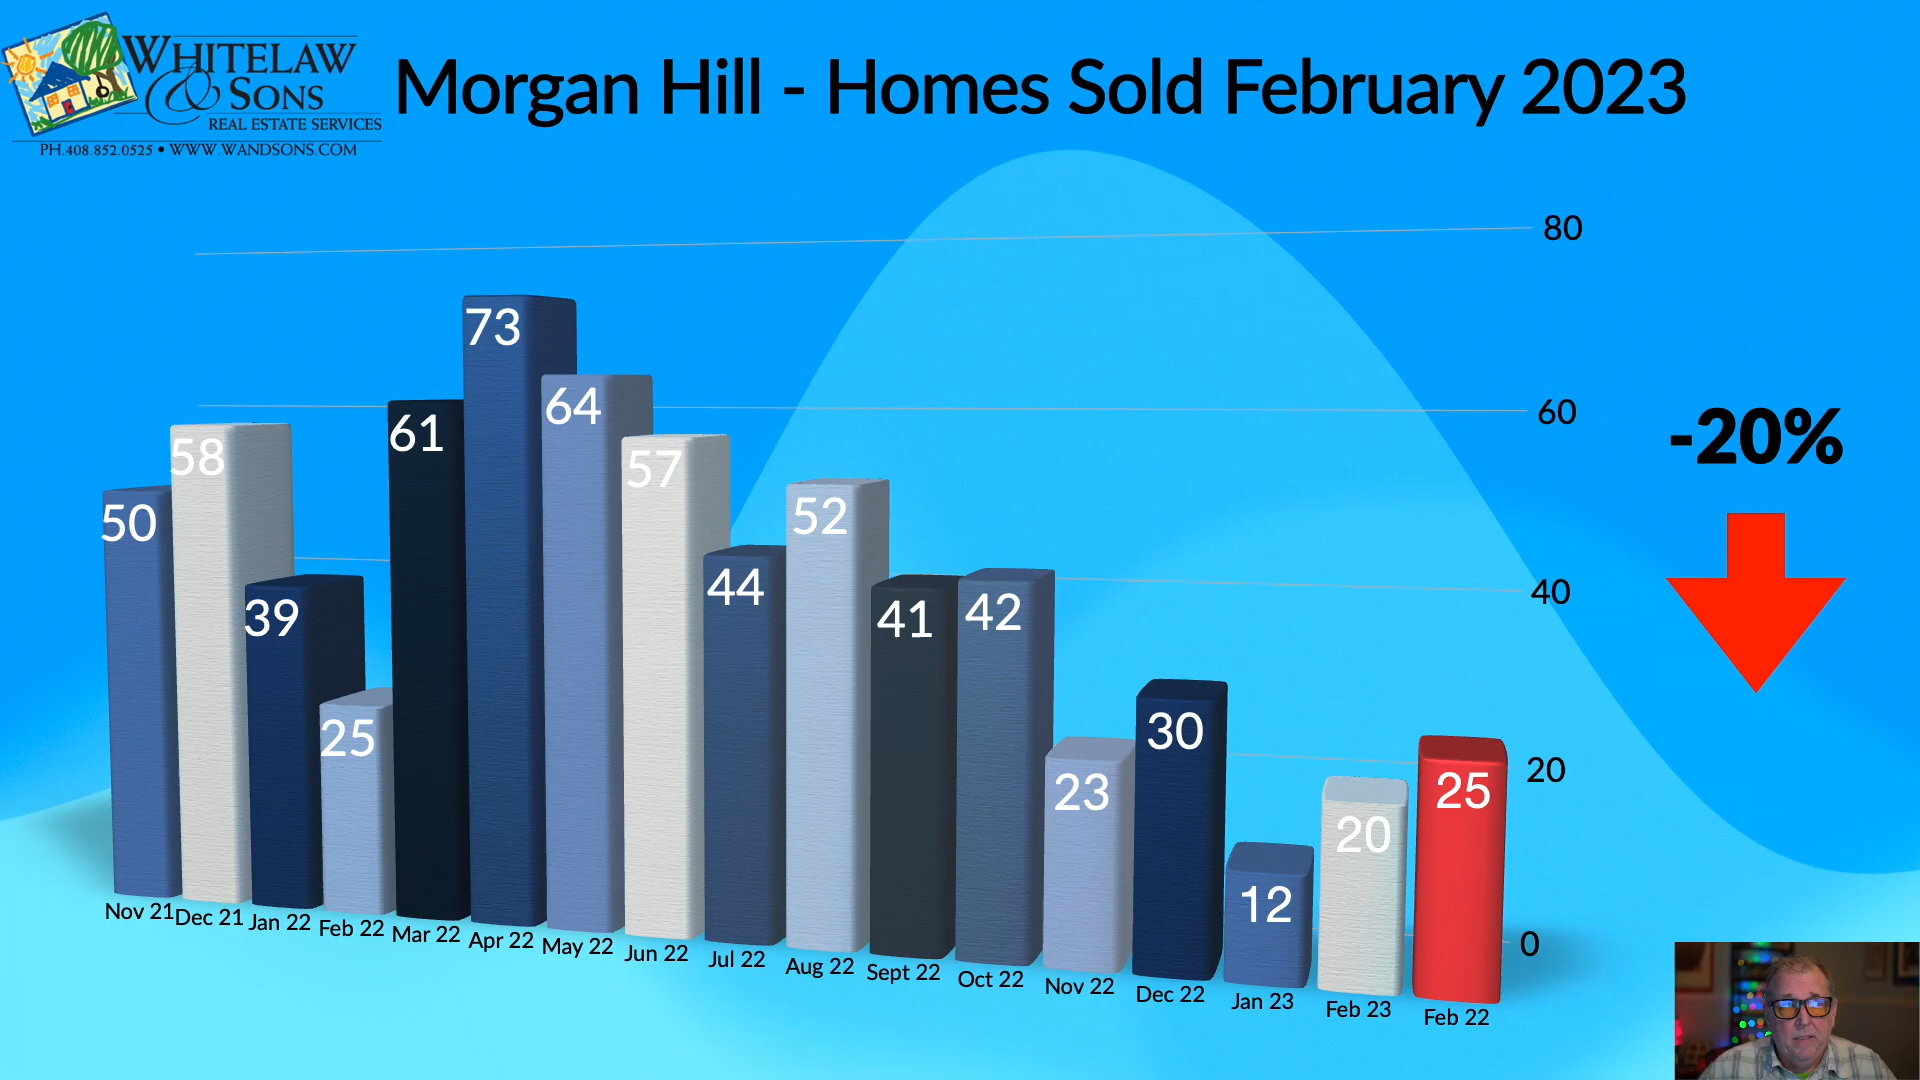 WHITELAW
& SONS
REAL ESTATE SERVICES
PH.408.852.0525 • WWW.WANDSONS.COM
Morgan Hill - Homes Sold February 2023
80
60
40
20
0
50
58
39
25
61
73
64
57
44
52
41
42
23
30
12
20
25
Nov 21
Dec 21
Jan 22
Feb 22
Mar 22
Apr 22
May 22
Jun 22
Jul 22
Aug 22
Sept 22
Oct 22
Nov 22
Dec 22
Jan 23
Feb 23
Feb 22
-20%